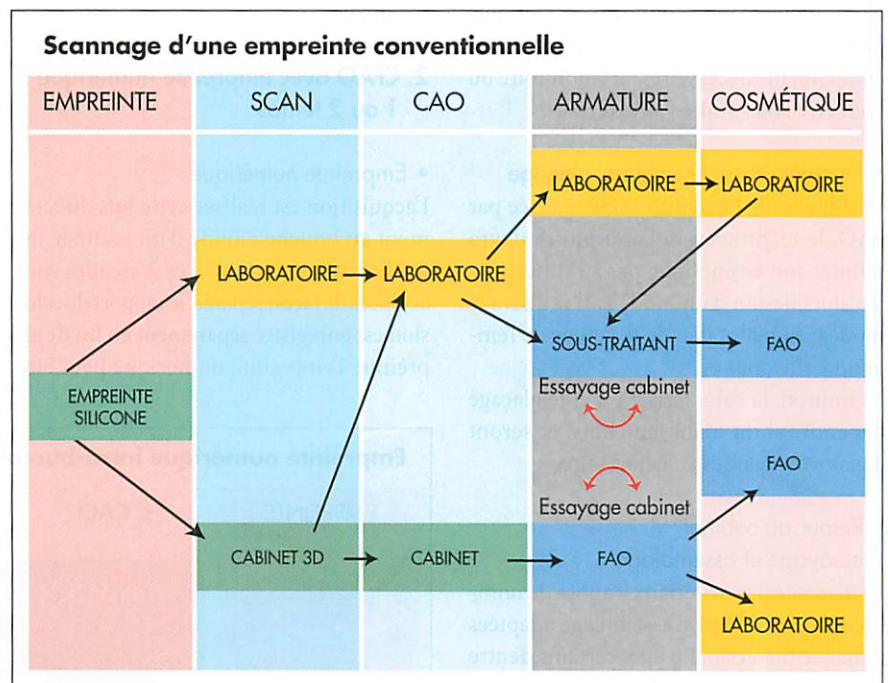 Scannage d'une empreinte conventionnelle
EMPREINTE
SCAN
CAO
ARMATURE
COSMÉTIQUE
LABORATOIRE
LABORATOIRE
LABORATOIRE
LABORATOIRE
SOUS-TRAITANT
FAO
EMPREINTE
SILICONE
Essayage cabinet
FAO
Essayage cabinet
CABINET 3D
CABINET
FAO
LABORATOIRE